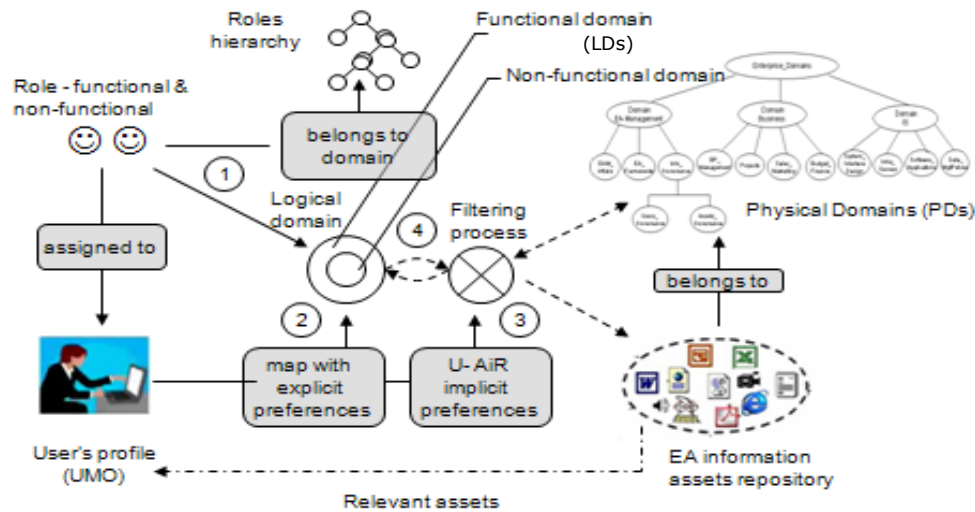 Roles
hierarchy
Functional domain
(LDs)
Non-functional domain
Role - functional &
non-functional
belongs to
domain
1
Logical
domain
4
Filtering
process
Enterprise_Domains
Domain
EA-Management
Domain
Business
Domain
IS
Projects
Physical Domains (PDs)
assigned to
belongs to
2
3
map with
explicit
preferences
U- AiR
implicit
preferences
User's profile
(UMO)
EA information
assets repository
Relevant assets